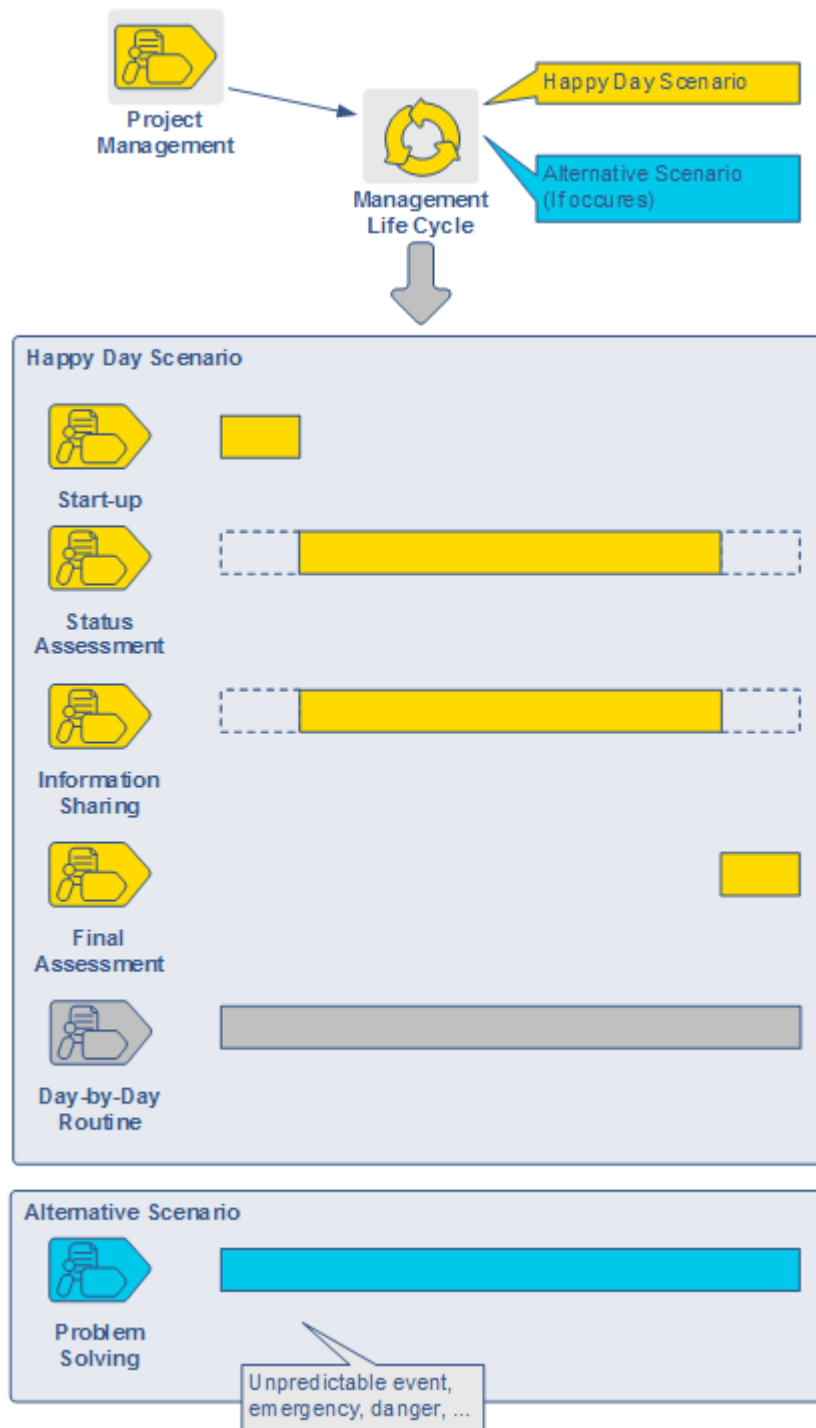 Project
Management
Happy Day Scenario
Alternative Scenario
(If occures)
Management
Life Cycle
Happy Day Scenario
Start-up
Status
Assessment
Information
Sharing
Final
Assessment
Day-by-Day
Routine
Alternative Scenario
Problem
Solving
Unpredictable event,
emergency, danger, ...